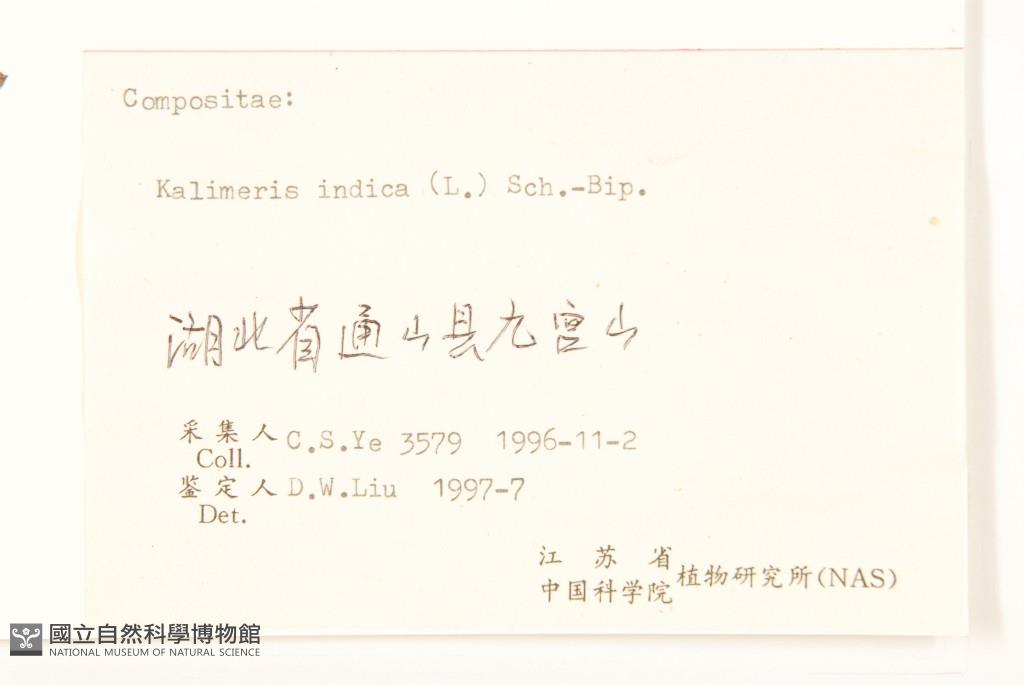 Compositae:
Kalimeris indica (L.) Sch.-Bip.
湖北省通山县九宫山
采集人 C.S.Ye 3579 1996-11-2
Coll.
鉴定人 D.W.Liu 1997-7
Det.
江苏省
中国科学院 植物研究所(NAS)
國立自然科學博物館
NATIONAL MUSEUM OF NATURAL SCIENCE